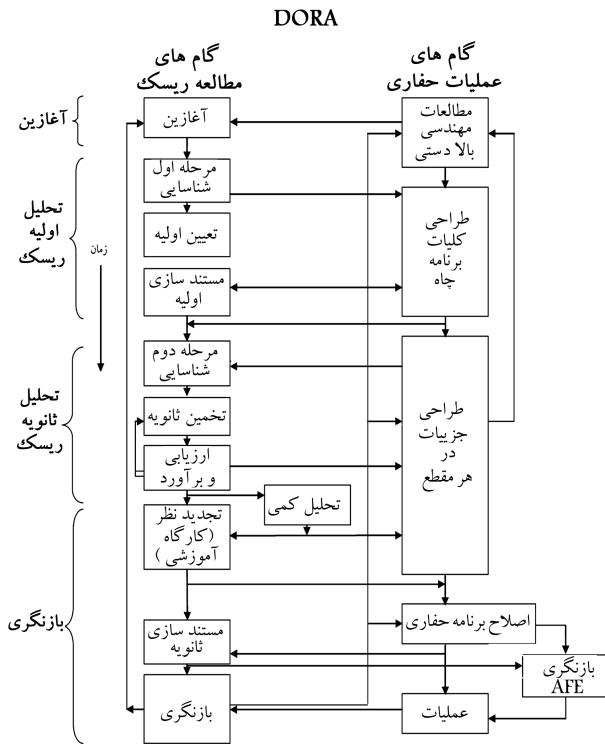 DORA
گام های
عملیات حفاری
گام های
مطالعه ریسک
آغازین
آغازین
مطالعات
مهندسی
بالا دستی
مرحله اول
شناسایی
تعیین اولیه
مستند سازی
اولیه
طراحی
کلیات
برنامه
چاه
تحلیل
اولیه
ریسک
زمان
مرحله دوم
شناسایی
تخمین ثانویه
ارزیابی
و برآورد
تحلیل کمی
تجدید نظر
(کارگاه
آموزشی)
طراحی
جزییات
در
هر مقطع
تحلیل
ثانویه
ریسک
بازنگری
مستند سازی
ثانویه
بازنگری
اصلاح برنامه حفاری
بازنگری
AFE
عملیات